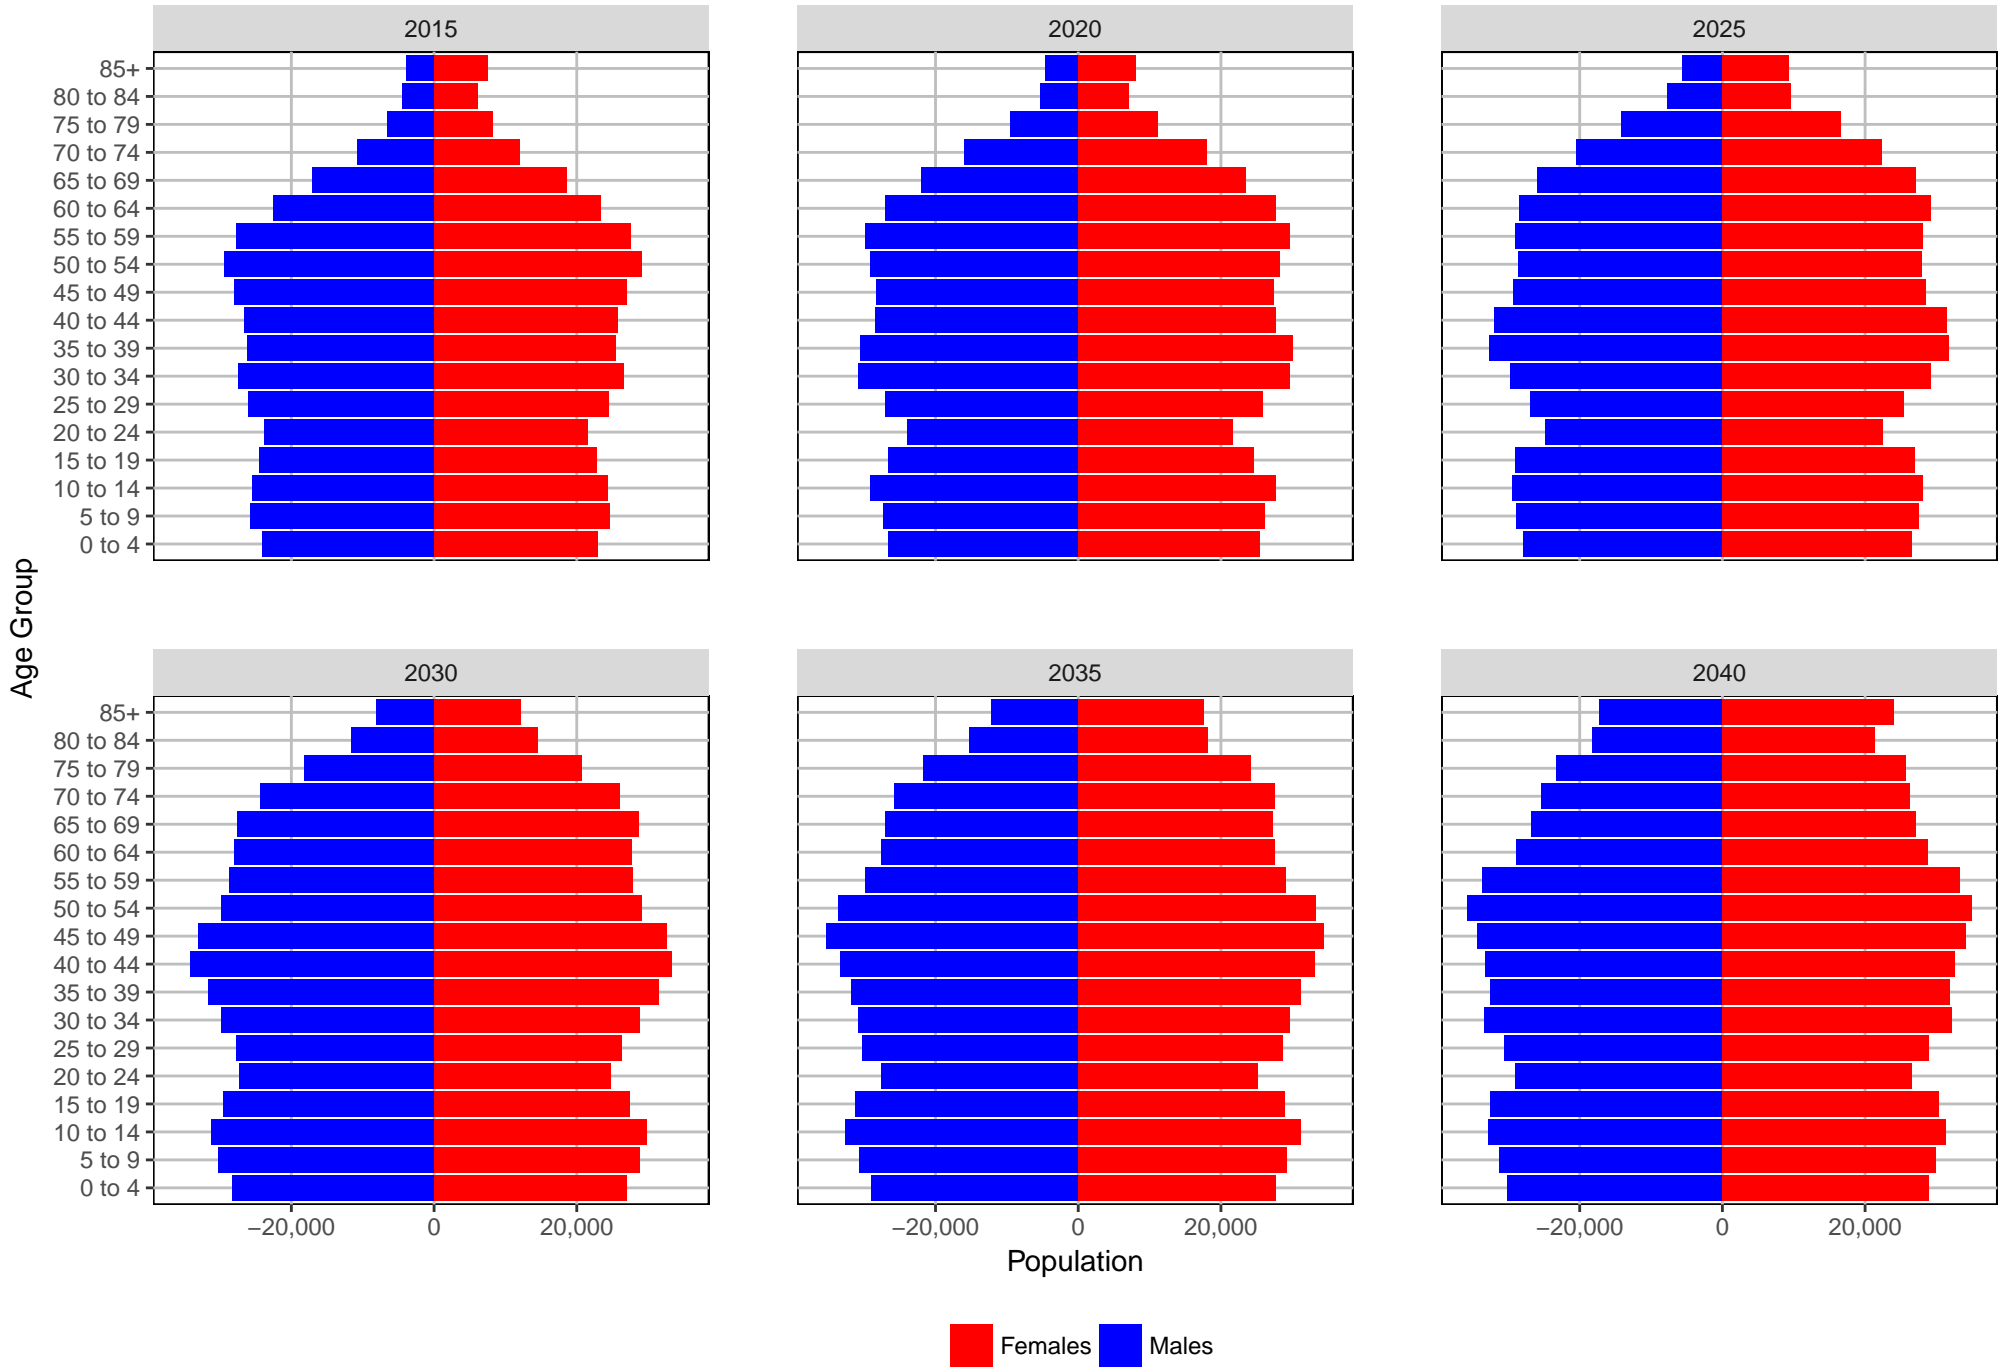 2015
2020
2025
85+
80 to 84
75 to 79
70 to 74
65 to 69
60 to 64
55 to 59
50 to 54
45 to 49
40 to 44
35 to 39
30 to 34
25 to 29
20 to 24
15 to 19
10 to 14
5 to 9
0 to 4
Age Group
2030
2035
2040
85+
80 to 84
75 to 79
70 to 74
65 to 69
60 to 64
55 to 59
50 to 54
45 to 49
40 to 44
35 to 39
30 to 34
25 to 29
20 to 24
15 to 19
10 to 14
5 to 9
0 to 4
−20,000 0 20,000
−20,000 0 20,000
−20,000 0 20,000
Population
Females Males